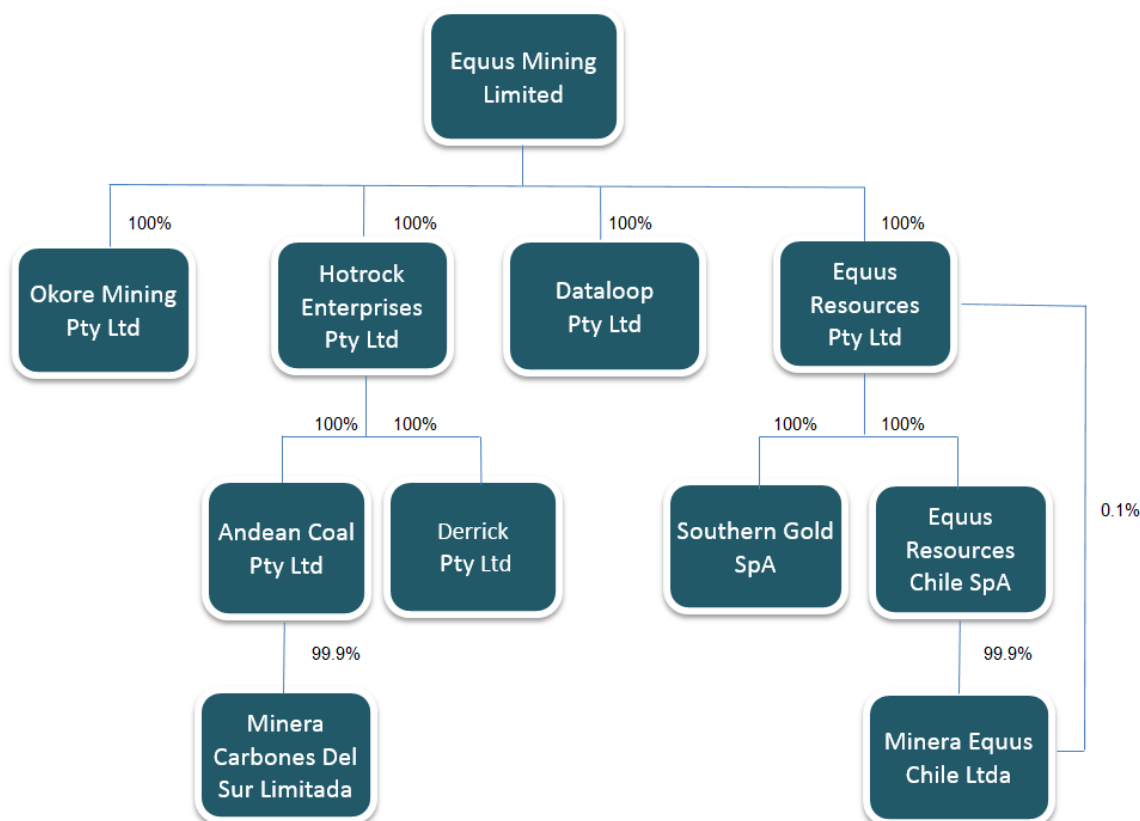 Equus Mining
Limited
100%
100%
100%
100%
Okore Mining
Pty Ltd
Hotrock
Enterprises
Pty Ltd
Dataloop
Pty Ltd
Equus
Resources
Pty Ltd
100%
100%
100%
100%
Andean Coal
Pty Ltd
Derrick
Pty Ltd
Southern Gold
SpA
Equus
Resources
Chile SpA
0.1%
99.9%
99.9%
Minera
Carbones Del
Sur Limitada
Minera Equus
Chile Ltda